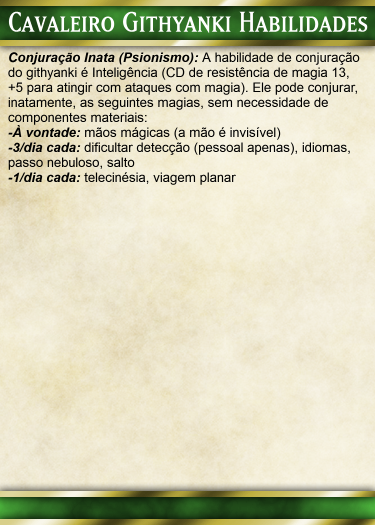 Cavaleiro Githyanki Habilidades
Conjuração Inata (Psionismo): A habilidade de conjuração
do githyanki é Inteligência (CD de resistência de magia 13,
+5 para atingir com ataques com magia). Ele pode conjurar,
inatamente, as seguintes magias, sem necessidade de
componentes materiais:
-À vontade: mãos mágicas (a mão é invisível)
-3/dia cada: dificultar detecção (pessoal apenas), idiomas,
passo nebuloso, salto
-1/dia cada: telecinésia, viagem planar